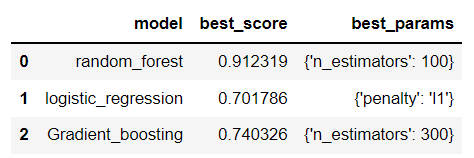 model best_score best_params
0 random_forest 0.912319 {'n_estimators': 100}
1 logistic_regression 0.701786 {'penalty': 'l1'}
2 Gradient_boosting 0.740326 {'n_estimators': 300}